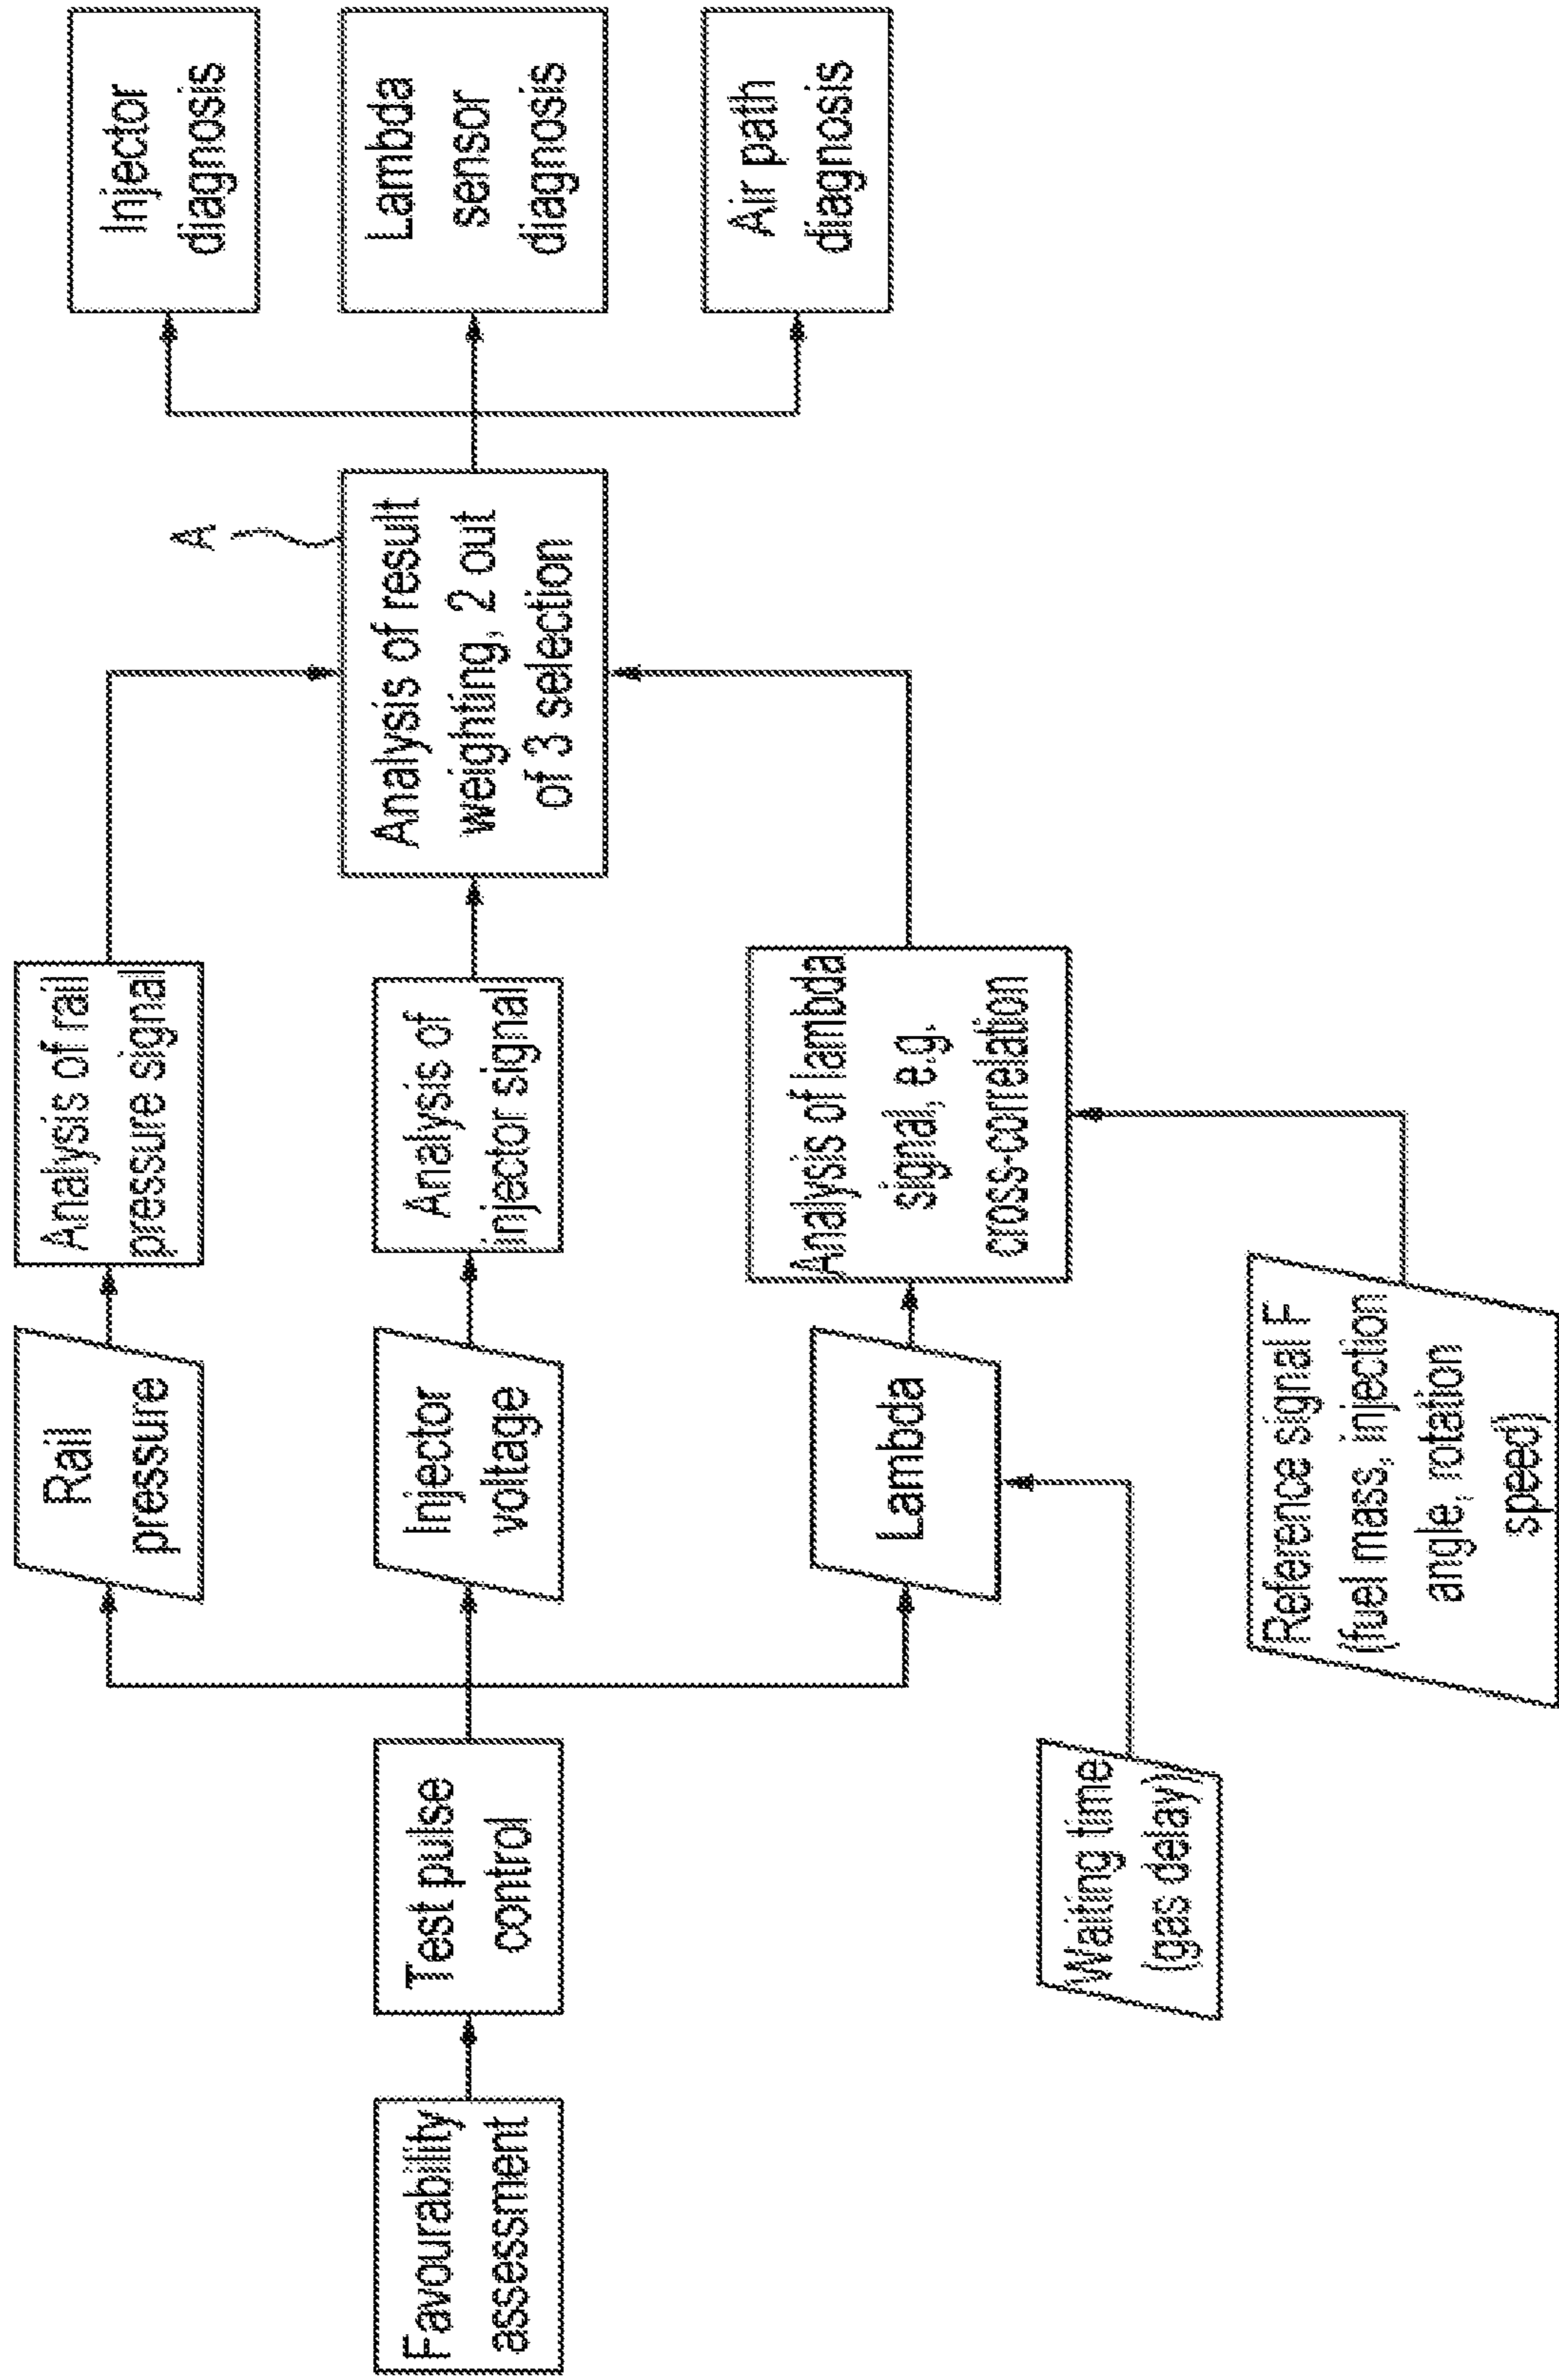 Favourability
assessment
Test pulse
control
Rail
pressure
Analysis of rail
pressure signal
Injector
voltage
Analysis of
injector signal
Waiting time
(gas delay)
Lambda
Analysis of lambda
signal, e.g.
cross-correlation
Reference signal F
(fuel mass, injection
angle, rotation
speed)
A
Analysis of result
weighting, 2 out
of 3 selection
Injector
diagnosis
Lambda
sensor
diagnosis
Air path
diagnosis